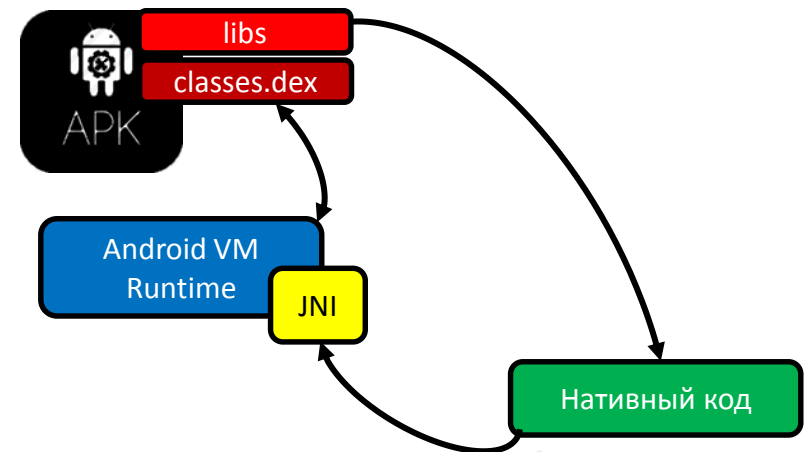 libs
classes.dex
APK
Android VM
Runtime
JNI
Нативный код